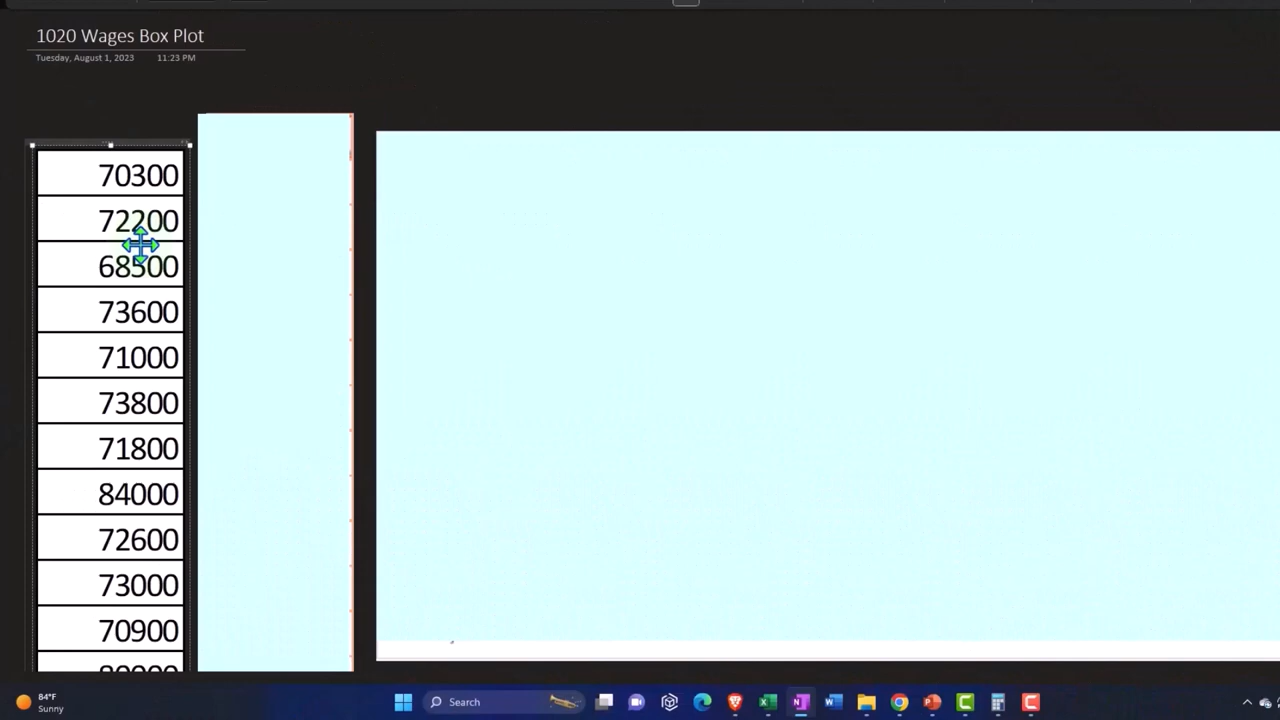 1020 Wages Box Plot
Tuesday, August 1, 2023 11:23 PM
70300
72200
68500
73600
71000
73800
71800
84000
72600
73000
70900
84°F
Sunny
Search